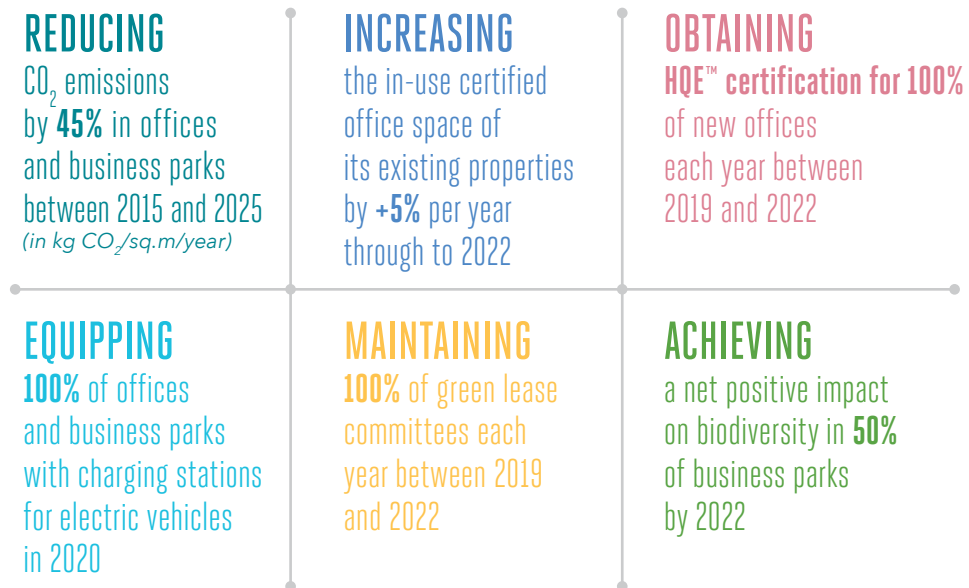 REDUCING
CO₂ emissions
by 45% in offices
and business parks
between 2015 and 2025
(in kg CO₂/sq.m/year)
INCREASING
the in-use certified
office space of
its existing properties
by +5% per year
through to 2022
OBTAINING
HQE™ certification for 100%
of new offices
each year between
2019 and 2022
EQUIPPING
100% of offices
and business parks
with charging stations
for electric vehicles
in 2020
MAINTAINING
100% of green lease
committees each
year between 2019
and 2022
ACHIEVING
a net positive impact
on biodiversity in 50%
of business parks
by 2022